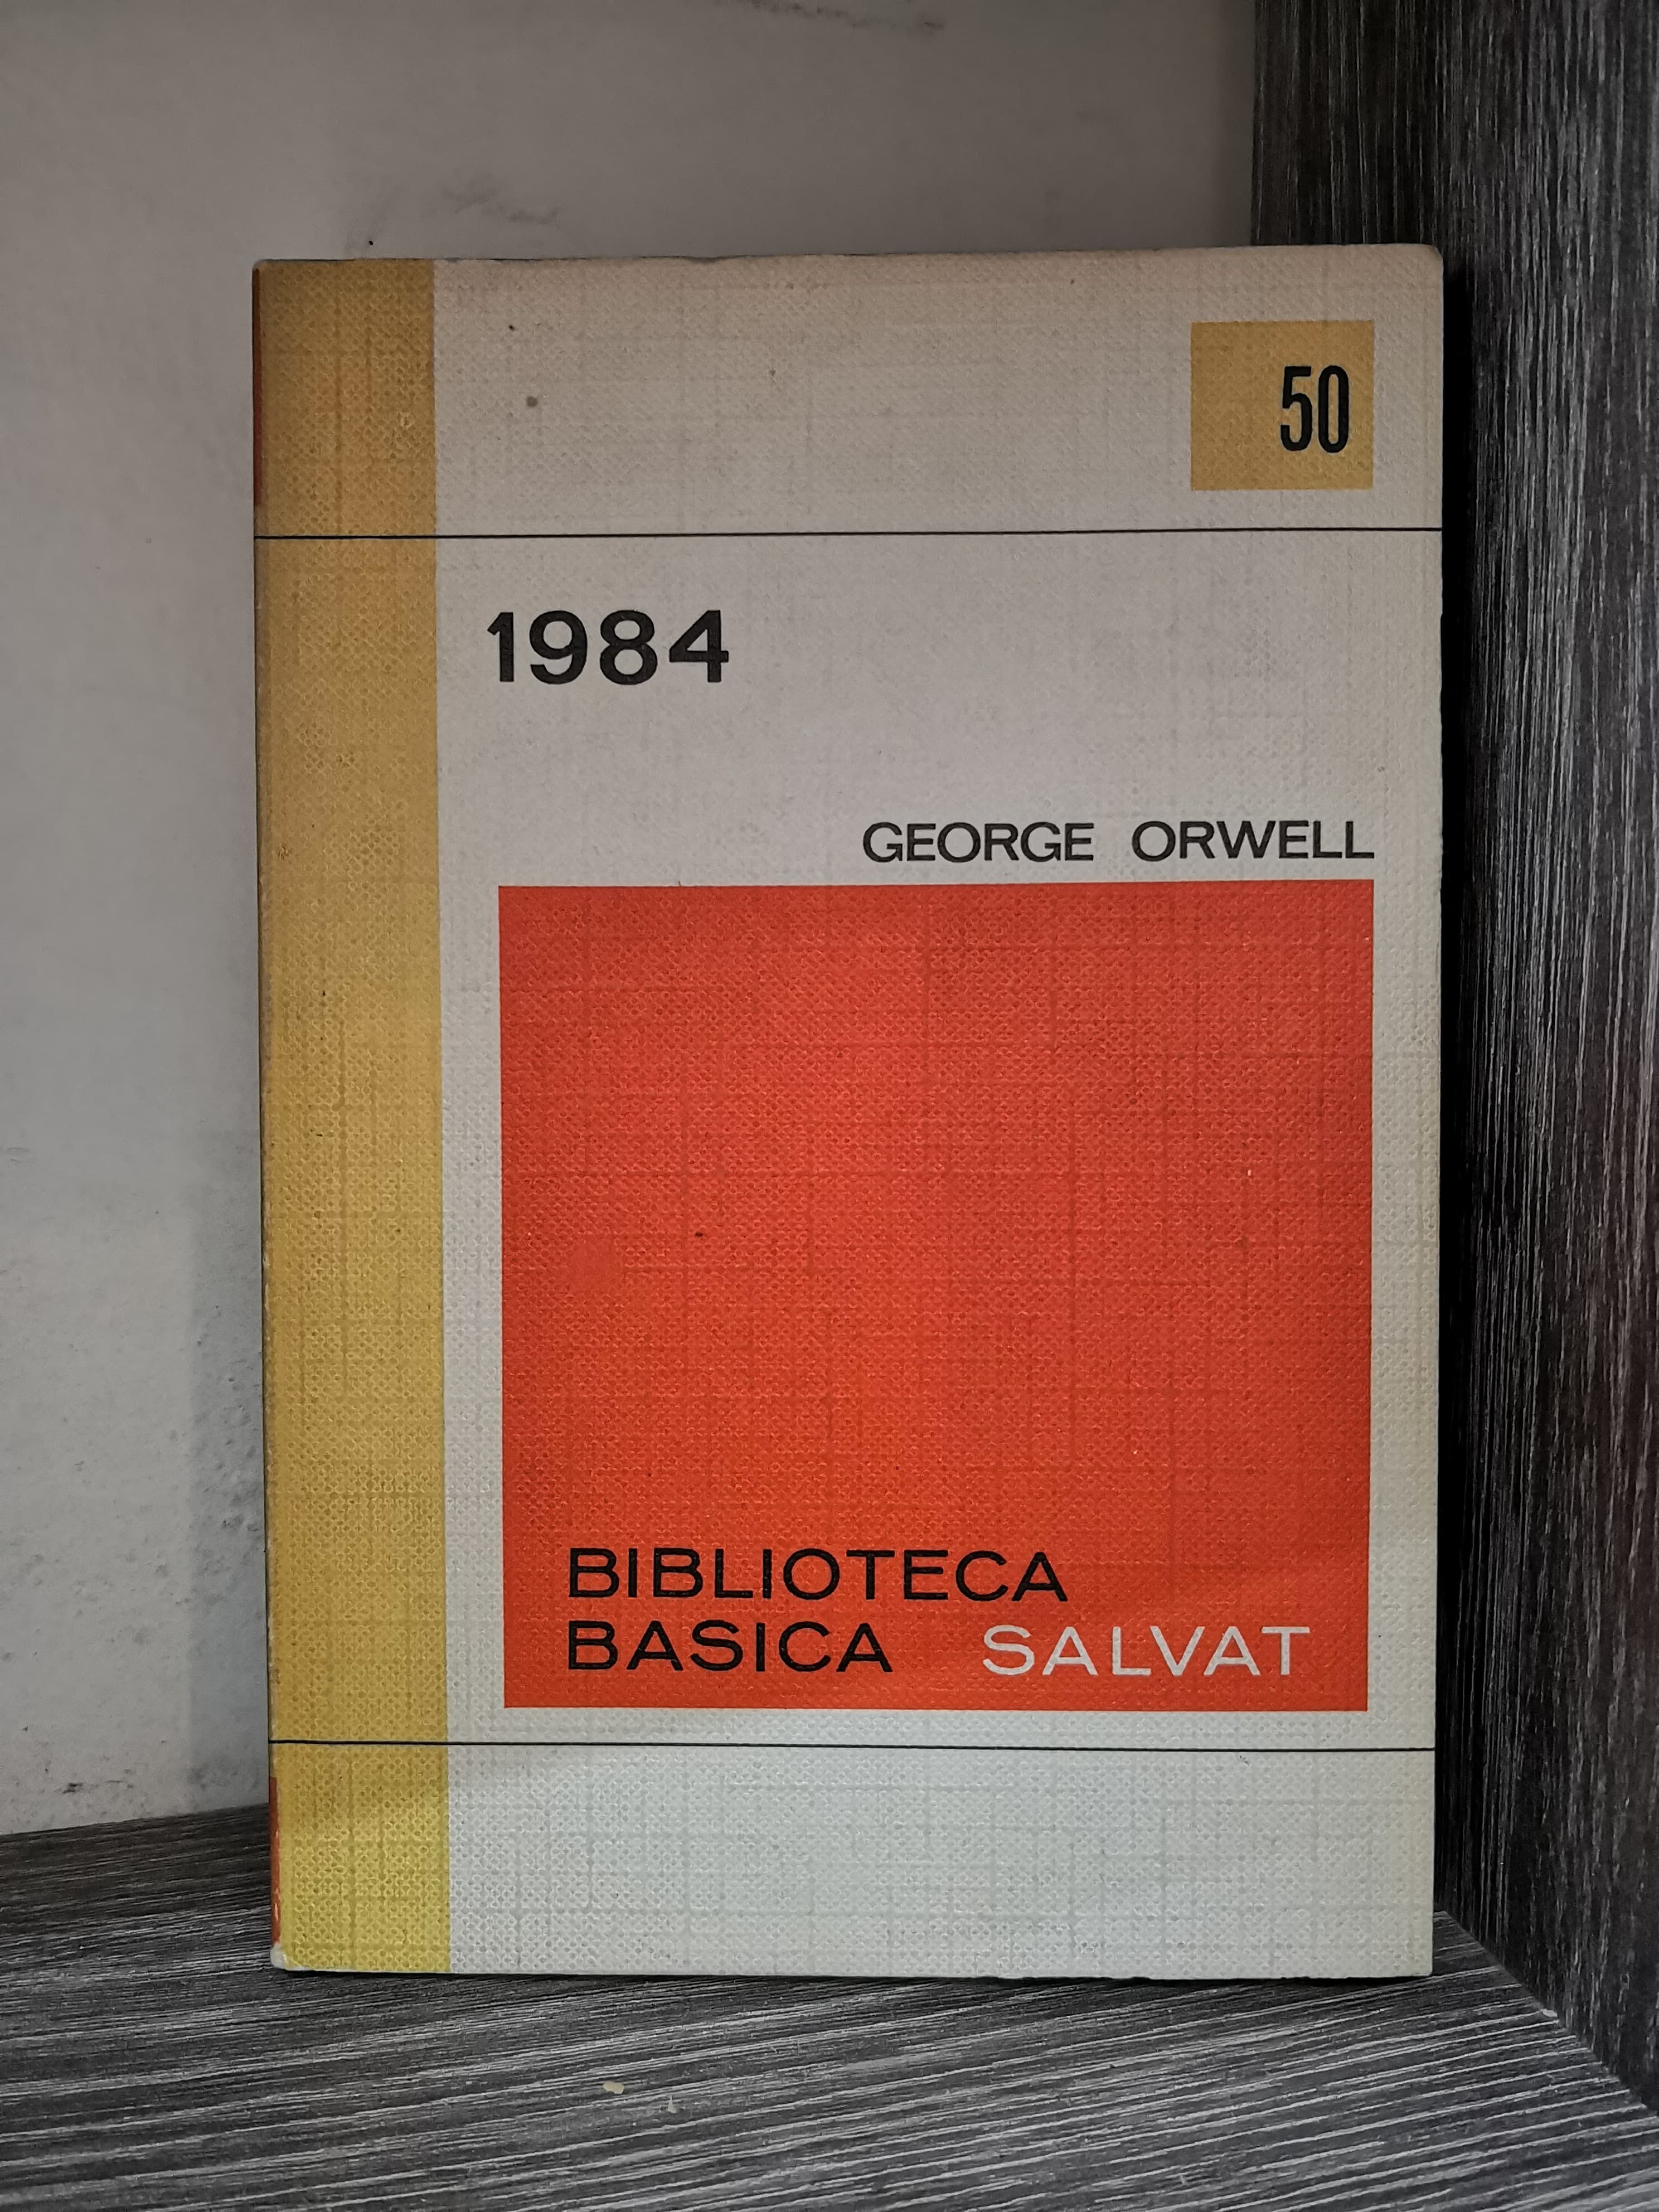 50
1984
GEORGE ORWELL
BIBLIOTECA
BASICA SALVAT